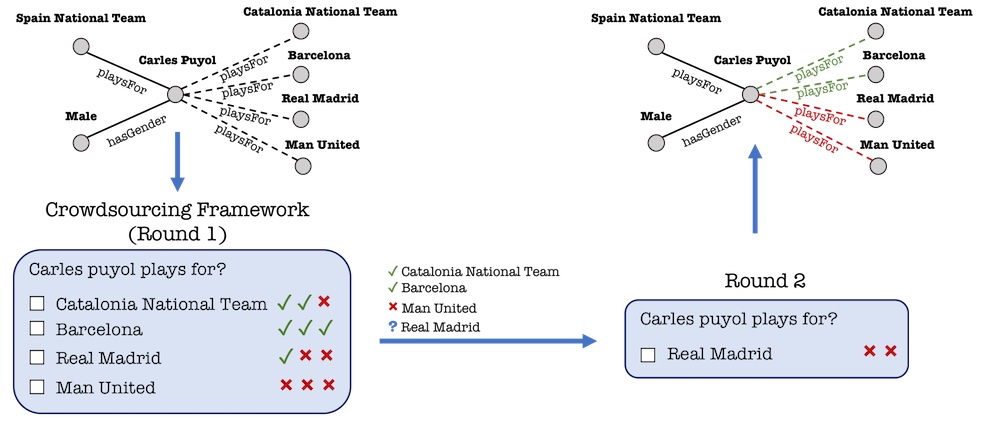 Spain National Team
Catalonia National Team
Carles Puyol
Barcelona
Real Madrid
Man United
Male
playsFor
hasGender
playsFor
playsFor
playsFor
playsFor
Crowdsourcing Framework
(Round 1)
Carles puyol plays for?
Catalonia National Team ✓ ✓ ×
Barcelona ✓ ✓ ✓
Real Madrid ✓ × ×
Man United × × ×
✓ Catalonia National Team
✓ Barcelona
× Man United
? Real Madrid
Spain National Team
Catalonia National Team
Carles Puyol
Barcelona
Real Madrid
Man United
Male
playsFor
hasGender
playsFor
playsFor
playsFor
playsFor
Round 2
Carles puyol plays for?
Real Madrid × ×